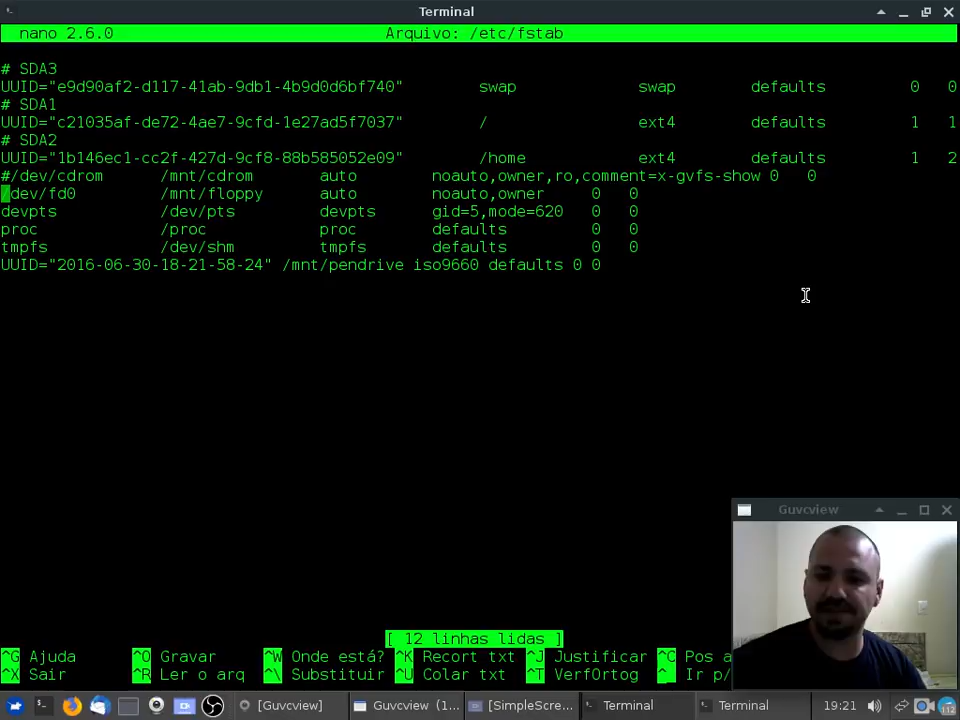 Terminal
nano 2.6.0 Arquivo: /etc/fstab
# SDA3
UUID="e9d90af2-d117-41ab-9db1-4b9d0d6bf740" swap swap defaults 0 0
# SDA1
UUID="c21035af-de72-4ae7-9cfd-1e27ad5f7037" / ext4 defaults 1 1
# SDA2
UUID="1b146ec1-cc2f-427d-9cf8-88b585052e09" /home ext4 defaults 1 2
#/dev/cdrom /mnt/cdrom auto noauto,owner,ro,comment=x-gvfs-show 0 0
/dev/fd0 /mnt/floppy auto noauto,owner 0 0
devpts /dev/pts devpts gid=5,mode=620 0 0
proc /proc proc defaults 0 0
tmpfs /dev/shm tmpfs defaults 0 0
UUID="2016-06-30-18-21-58-24" /mnt/pendrive iso9660 defaults 0 0
Guvcview
[ 12 linhas lidas ]
^G Ajuda ^O Gravar ^W Onde está? ^K Recort txt ^J Justificar ^C Pos a
^X Sair ^R Ler o arq ^\ Substituir ^U Colar txt ^T VerfOrtog ^_ Ir p/
[Guvcview] Guvcview (1... [SimpleScre... Terminal Terminal 19:21 112